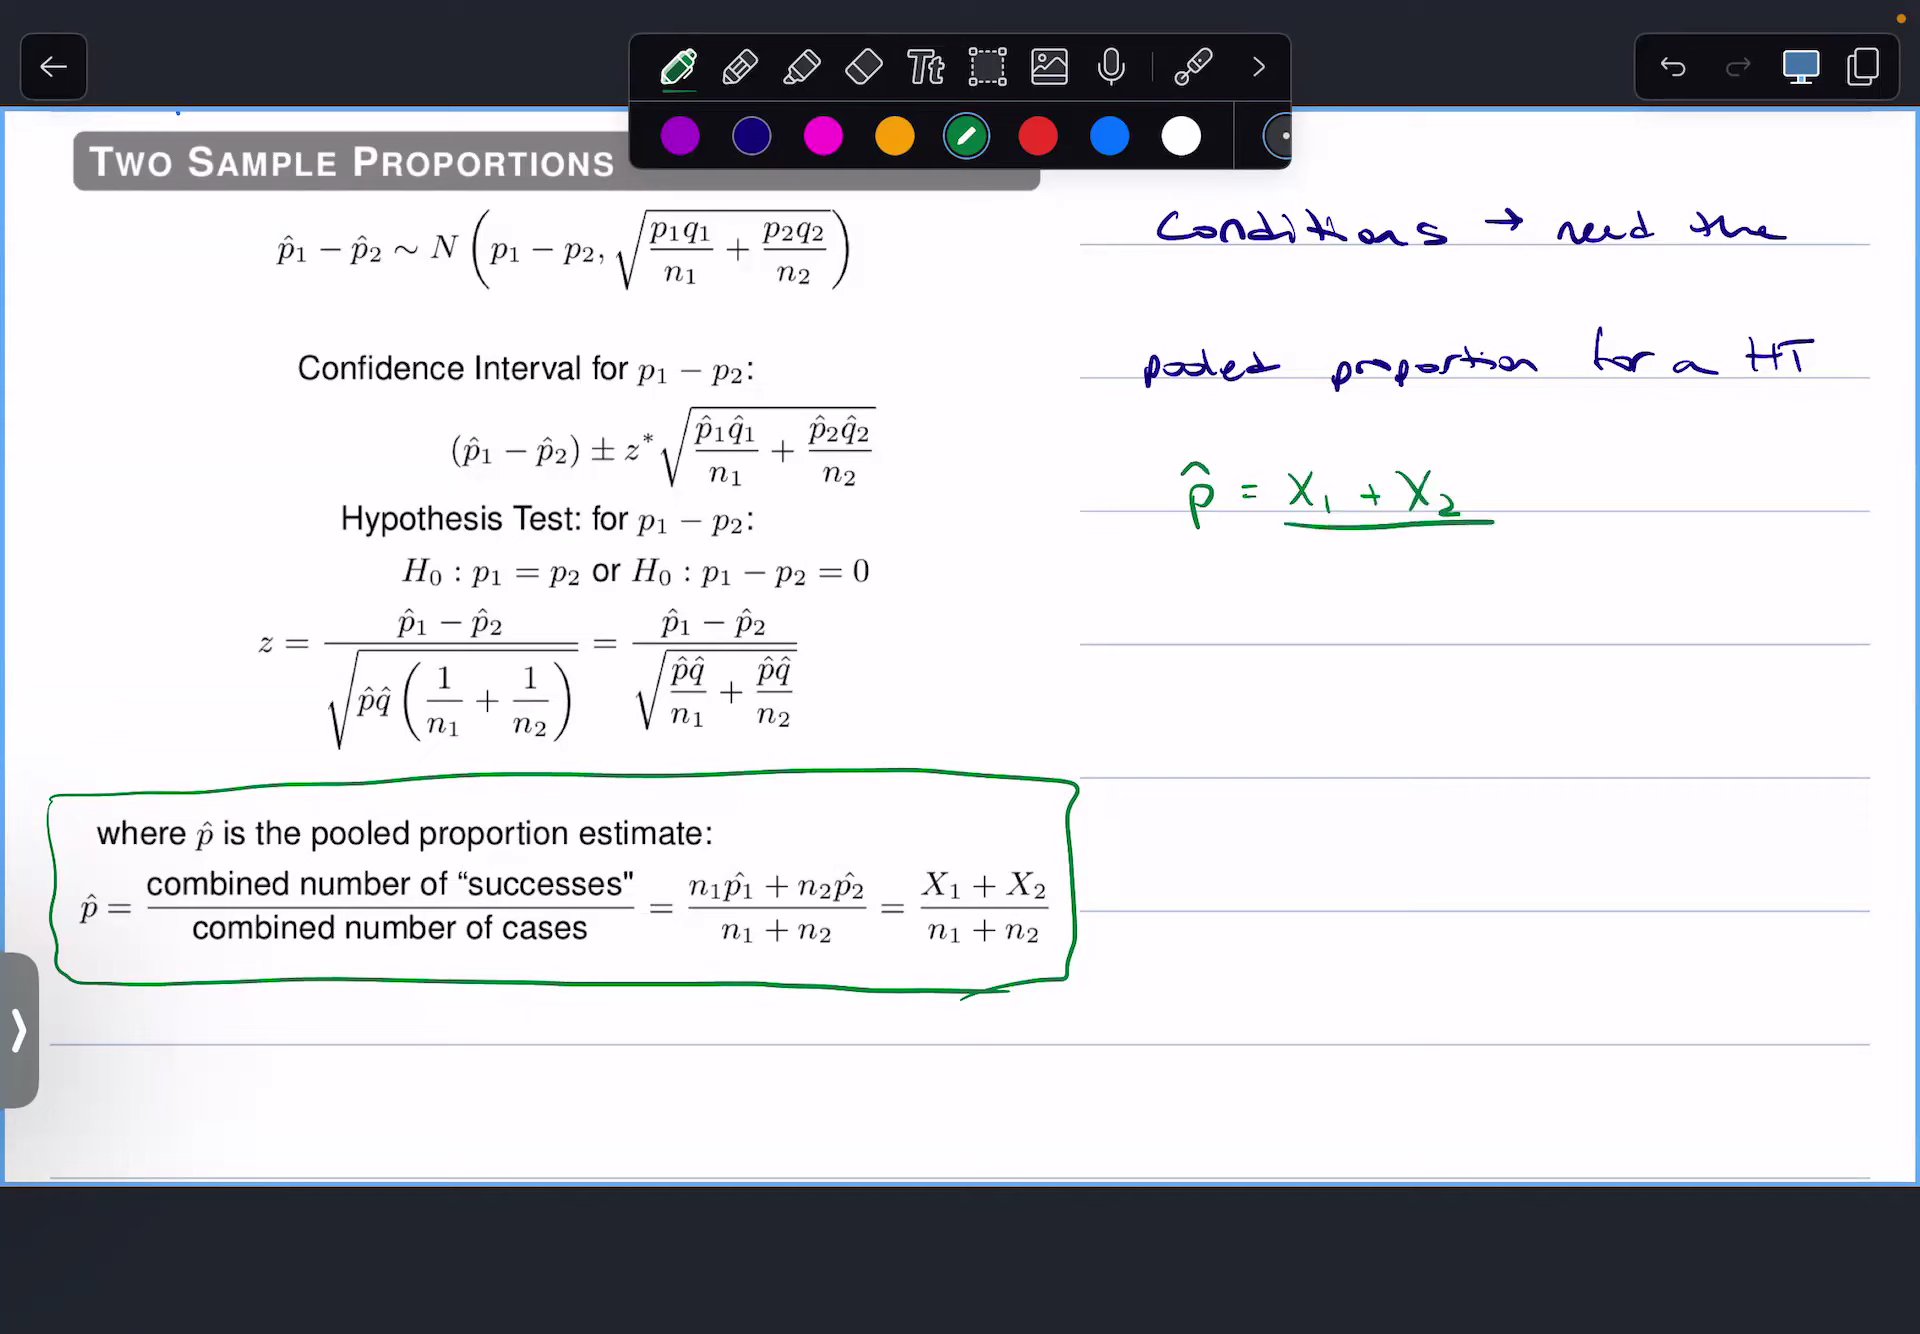 Tt
TWO SAMPLE PROPORTIONS
p̂₁ − p̂₂ ∼ N(p₁ − p₂, √(p₁q₁/n₁ + p₂q₂/n₂))
Confidence Interval for p₁ − p₂:
(p̂₁ − p̂₂) ± z*√(p̂₁q̂₁/n₁ + p̂₂q̂₂/n₂)
Hypothesis Test: for p₁ − p₂:
H₀ : p₁ = p₂ or H₀ : p₁ − p₂ = 0
z = (p̂₁ − p̂₂)/√(p̂q̂(1/n₁ + 1/n₂)) = (p̂₁ − p̂₂)/√(p̂q̂/n₁ + p̂q̂/n₂)
where p̂ is the pooled proportion estimate:
p̂ = combined number of “successes"/combined number of cases = (n₁p̂₁ + n₂p̂₂)/(n₁ + n₂) = (X₁ + X₂)/(n₁ + n₂)
Conditions → need the
pooled proportion for a HT
p̂ = X₁ + X₂